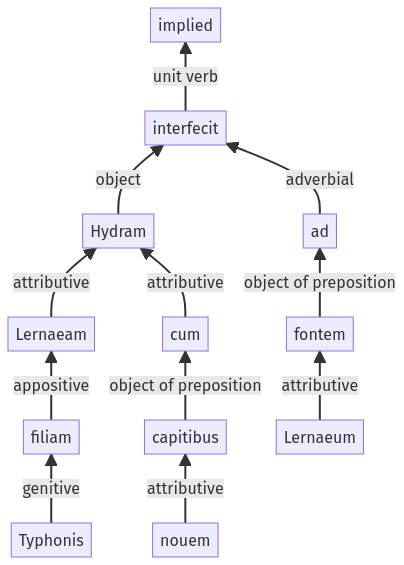 implied
unit verb
interfecit
object adverbial
Hydram ad
attributive attributive object of preposition
Lernaeam cum fontem
appositive object of preposition attributive
filiam capitibus Lernaeum
genitive attributive
Typhonis nouem